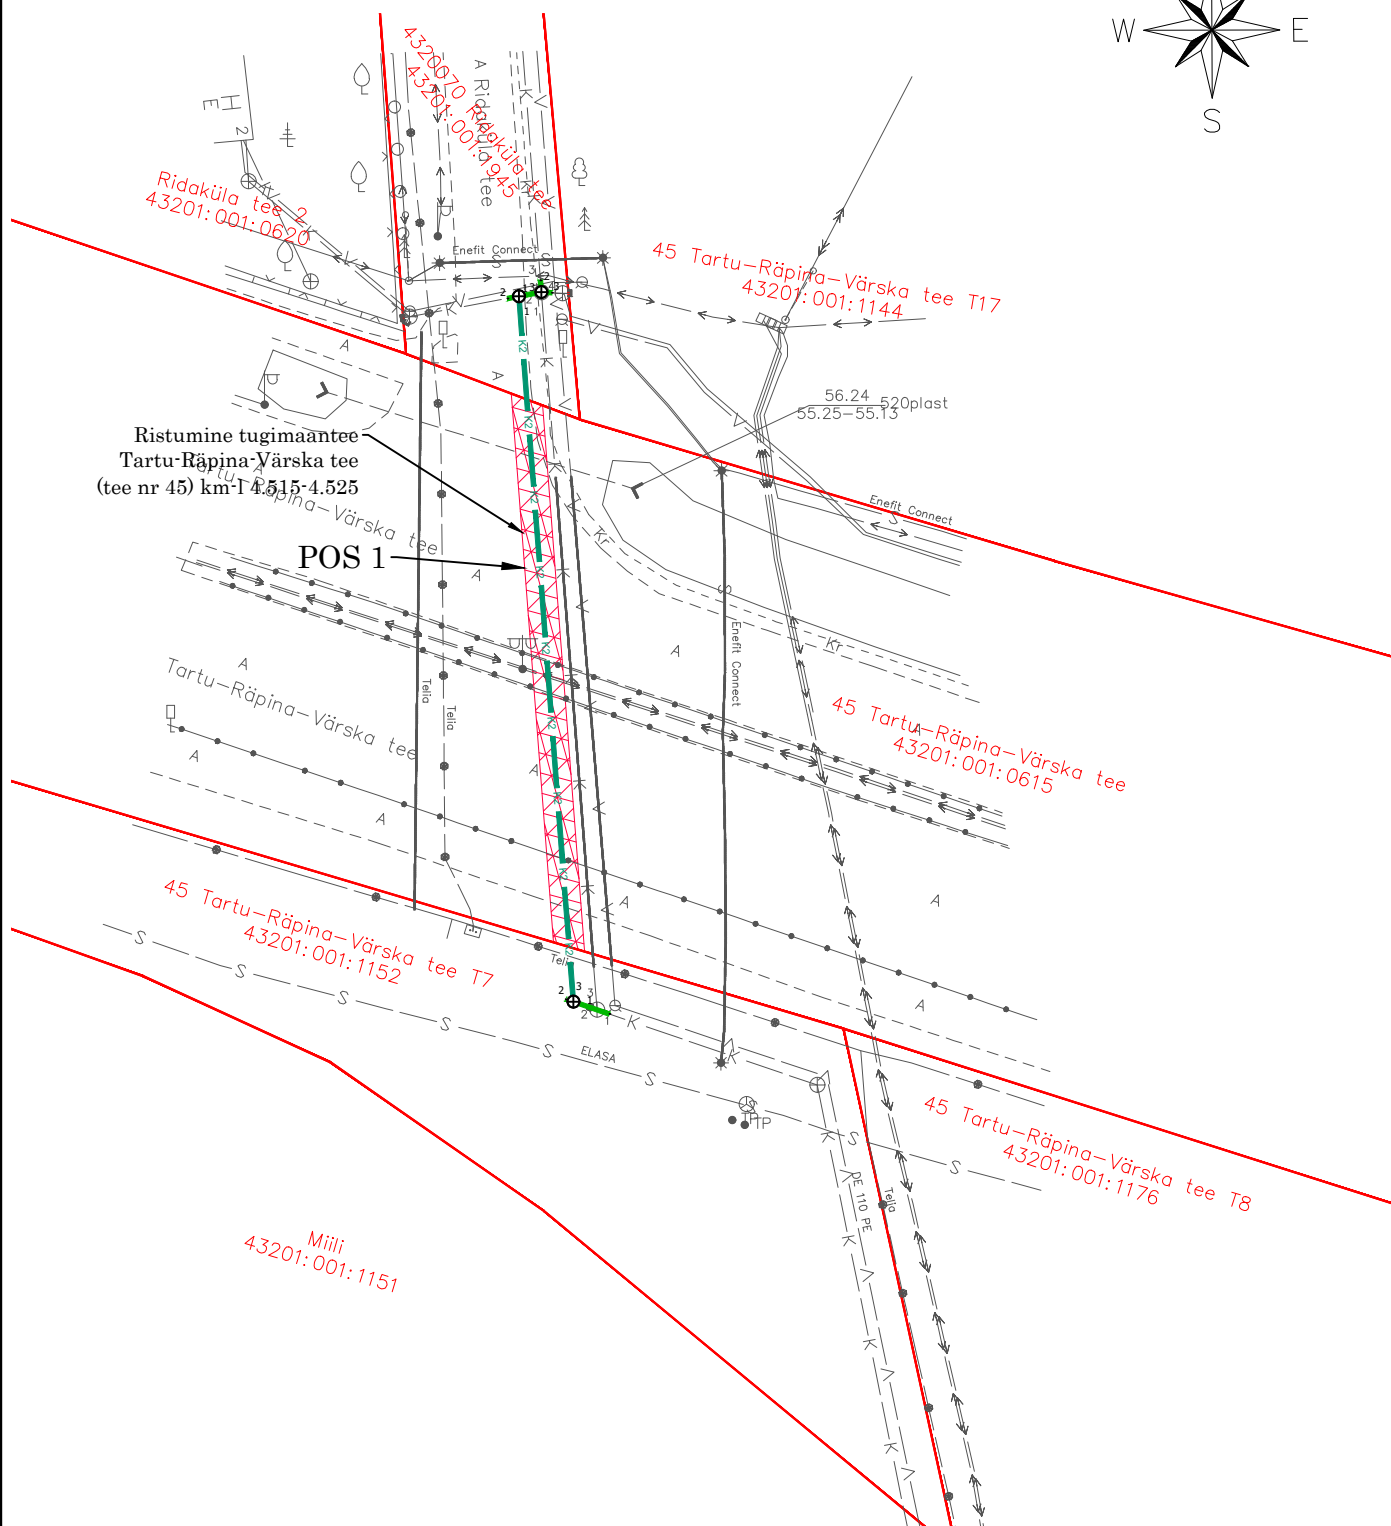 W
E
S
4320070 Ridaküla tee
43201:001:1945
A Ridaküla tee
H
E
2
Ridaküla tee 2
43201:001:0620
Enefit Connect
45 Tartu-Räpina-Värska tee T17
43201:001:1144
56.24
55.25-55.13
520plast
Ristumine tugimaantee
Tartu-Räpina-Värska tee
(tee nr 45) km-l 4.515-4.525
Tartu-Räpina-Värska tee
POS 1
Enefit Connect
Kr
Kr
Enefit Connect
Tartu-Räpina-Värska tee
Telia
Telia
45 Tartu-Räpina-Värska tee
43201:001:0615
45 Tartu-Räpina-Värska tee T7
43201:001:1152
Teli
ELASA
TP
45 Tartu-Räpina-Värska tee T8
43201:001:1176
DE 110 PE
Telia
Miili
43201:001:1151